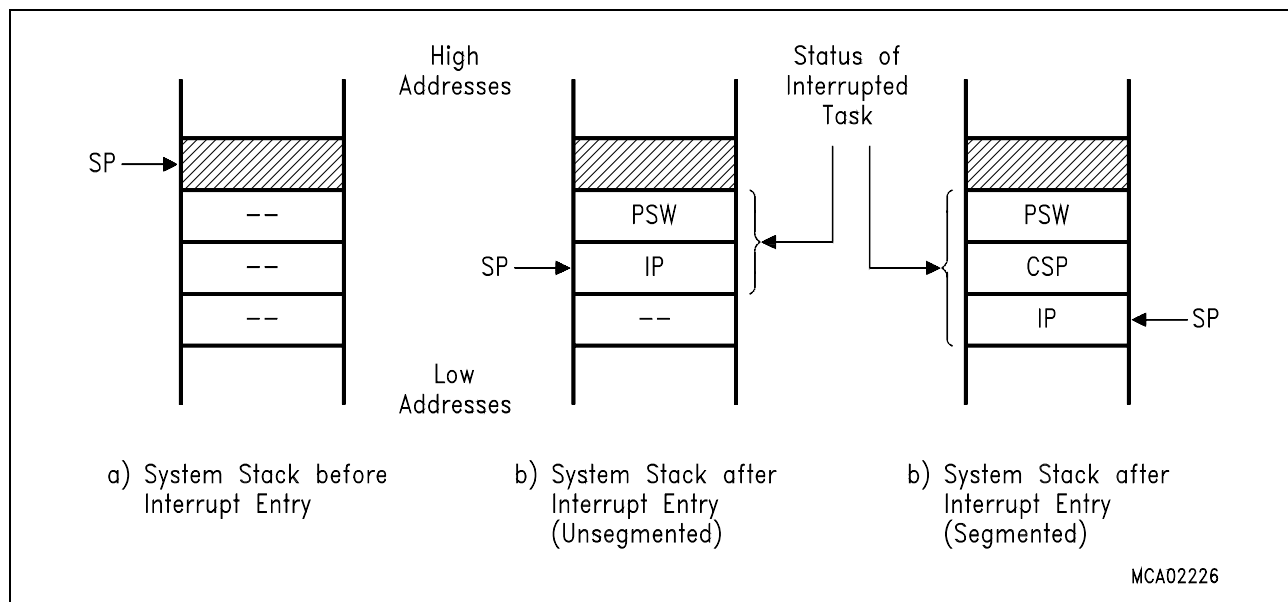 High
Addresses
Status of
Interrupted
Task
SP
--
--
--
PSW
SP
IP
--
PSW
CSP
IP
SP
Low
Addresses
a) System Stack before
Interrupt Entry
b) System Stack after
Interrupt Entry
(Unsegmented)
b) System Stack after
Interrupt Entry
(Segmented)
MCA02226